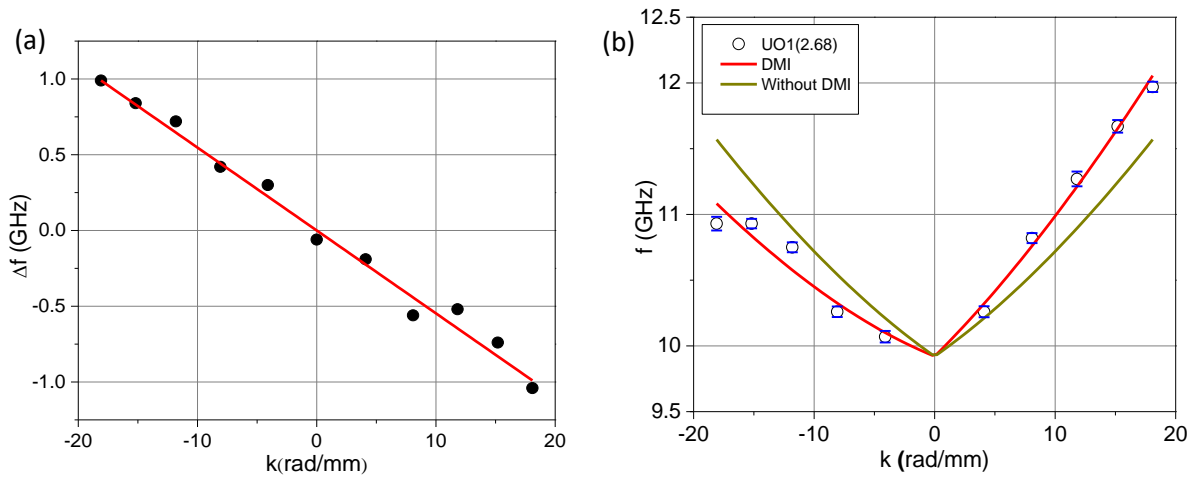 (a)
1.0
0.5
0.0
-0.5
-1.0
Δf (GHz)
-20
-10
0
10
20
k(rad/mm)
(b)
12.5
12
11
10
9.5
f (GHz)
UO1(2.68)
DMI
Without DMI
-20
-10
0
10
20
k (rad/mm)